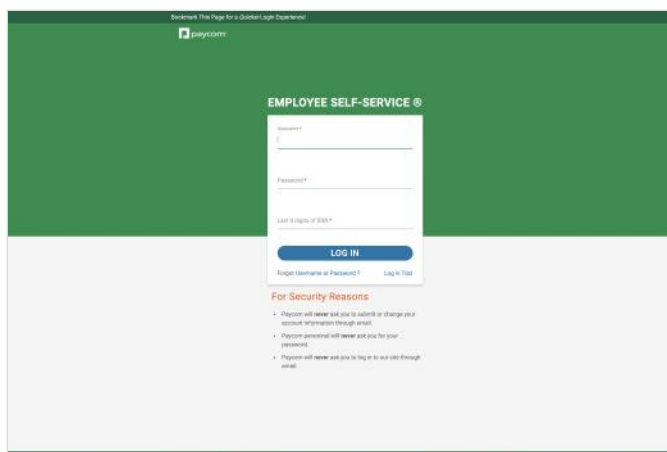 Bookmark This Page for a Quicker Login Experience!
paycom
EMPLOYEE SELF-SERVICE ®
Username *
Password *
Last 4 digits of SSN *
LOG IN
Forgot Username or Password ? Log in Tips
For Security Reasons
• Paycom will never ask you to submit or change your
account information through email.
• Paycom personnel will never ask you for your
password.
• Paycom will never ask you to log in to our site through
email.